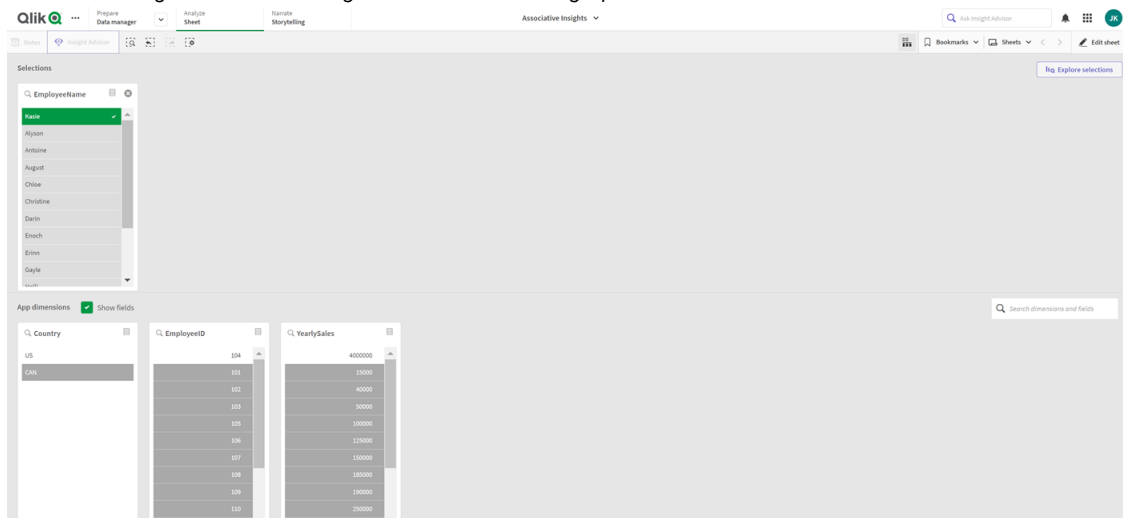 Qlik
Prepare
Data manager
Analyze
Sheet
Narrate
Storytelling
Associative Insights
Ask Insight Advisor
JK
Notes
Insight Advisor
Bookmarks
Sheets
Edit sheet
Selections
Explore selections
EmployeeName
Kasie
Alyson
Antoine
August
Chloe
Christine
Darin
Enoch
Erinn
Gayle
App dimensions
Show fields
Search dimensions and fields
Country
US
CAN
EmployeeID
104
101
102
103
105
106
107
108
109
110
YearlySales
4000000
15000
40000
50000
100000
125000
150000
185000
190000
250000